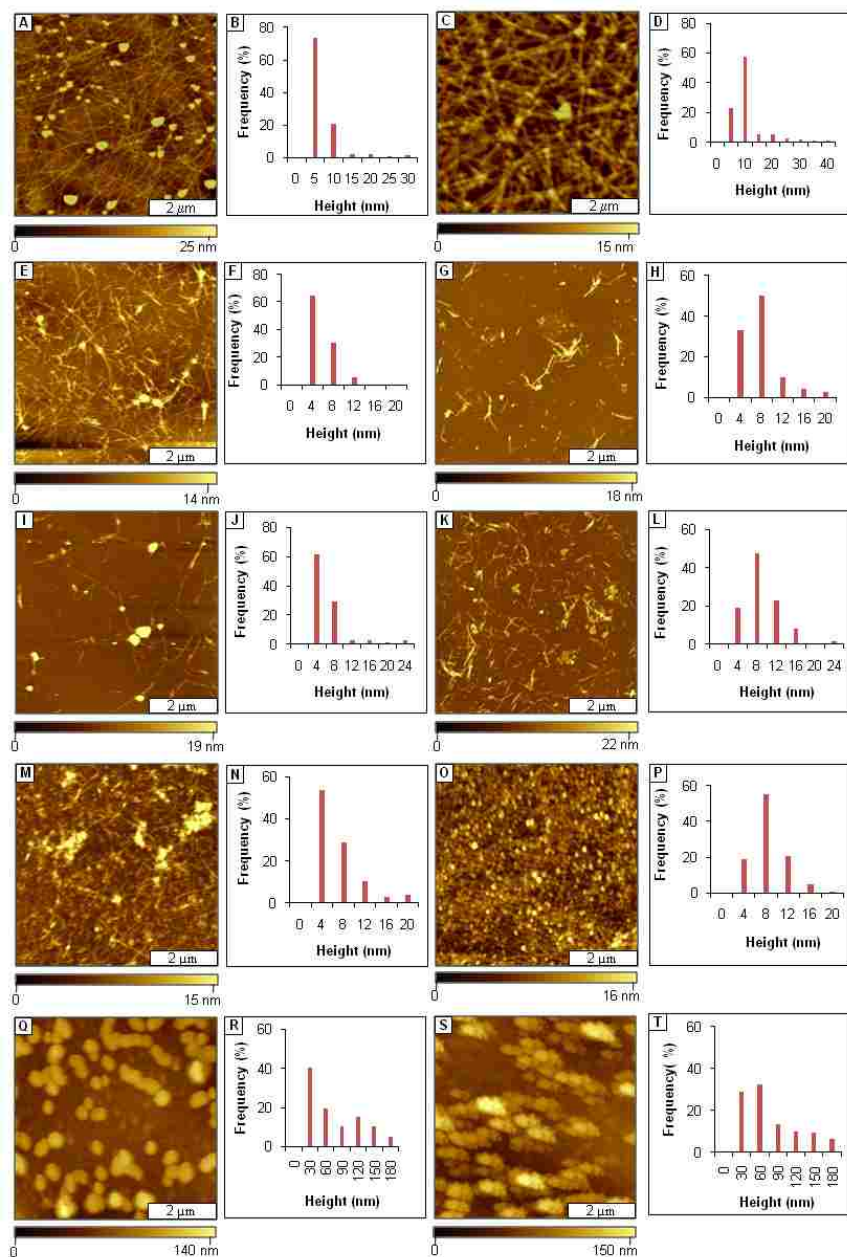 A
2 µm
0 25 nm
B
Frequency (%)
80
60
40
20
0
0 5 10 15 20 25 30
Height (nm)
C
2 µm
0 15 nm
D
Frequency (%)
80
60
40
20
0
0 10 20 30 40
Height (nm)
E
2 µm
0 14 nm
F
Frequency (%)
80
60
40
20
0
0 4 8 12 16 20
Height (nm)
G
2 µm
0 18 nm
H
Frequency (%)
60
40
20
0
0 4 8 12 16 20
Height (nm)
I
2 µm
0 19 nm
J
Frequency (%)
80
60
40
20
0
0 4 8 12 16 20 24
Height (nm)
K
2 µm
0 22 nm
L
Frequency (%)
60
40
20
0
0 4 8 12 16 20 24
Height (nm)
M
2 µm
0 15 nm
N
Frequency (%)
60
40
20
0
0 4 8 12 16 20
Height (nm)
O
2 µm
0 16 nm
P
Frequency (%)
60
40
20
0
0 4 8 12 16 20
Height (nm)
Q
2 µm
0 140 nm
R
Frequency (%)
60
40
20
0
0 30 60 90 120 150 180
Height (nm)
S
2 µm
0 150 nm
T
Frequency( %)
60
40
20
0
0 30 60 90 120 150 180
Height (nm)